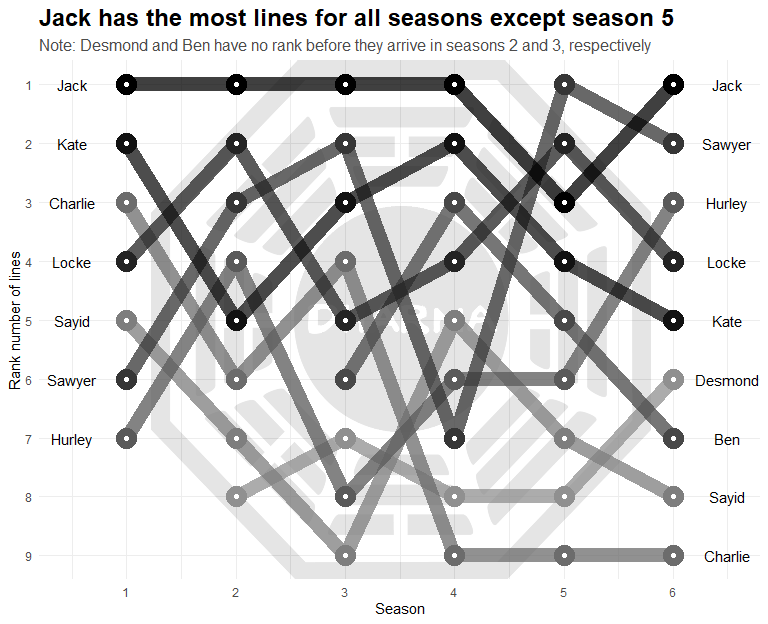 Jack has the most lines for all seasons except season 5
Note: Desmond and Ben have no rank before they arrive in seasons 2 and 3, respectively
1 Jack Jack
2 Kate Sawyer
3 Charlie Hurley
4 Locke Locke
5 Sayid Kate
6 Sawyer Desmond
7 Hurley Ben
8 Sayid
9 Charlie
Rank number of lines
1 2 3 4 5 6
Season